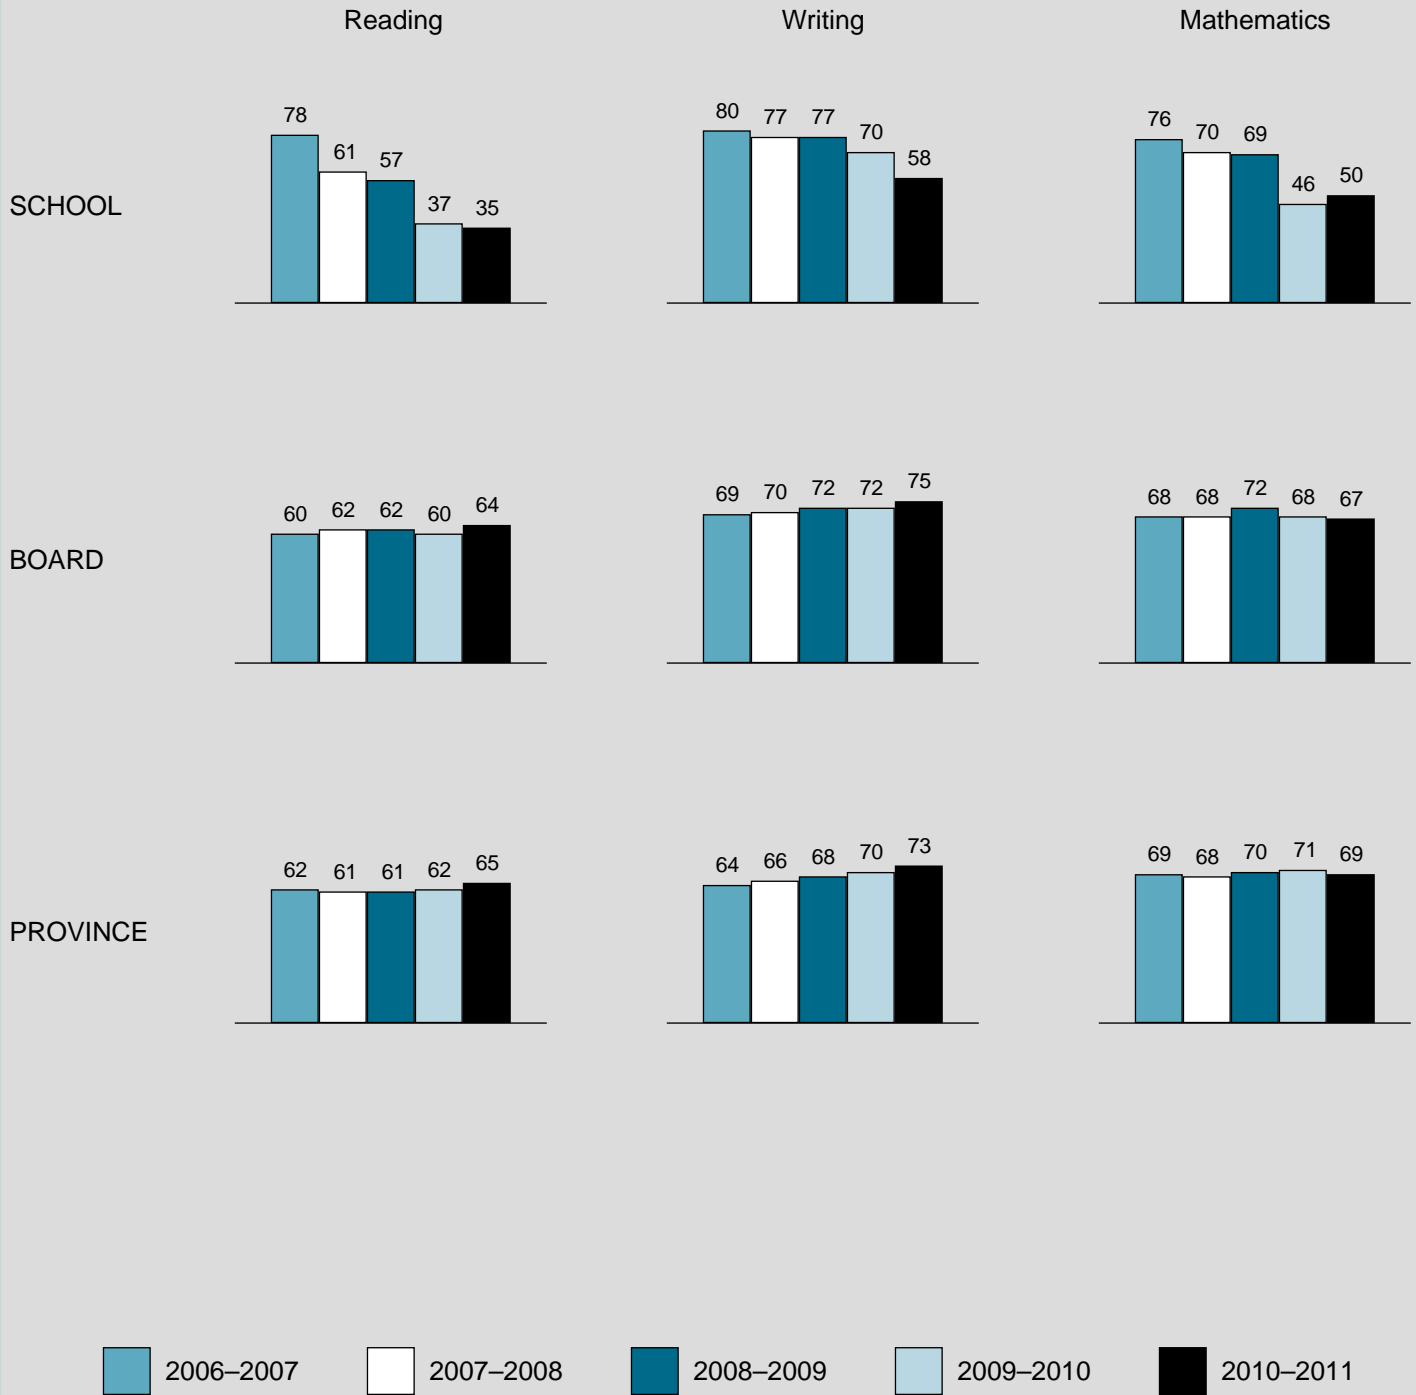 Reading Writing Mathematics
78 61 57 37 35
80 77 77 70 58
76 70 69 46 50
SCHOOL
60 62 62 60 64
69 70 72 72 75
68 68 72 68 67
BOARD
62 61 61 62 65
64 66 68 70 73
69 68 70 71 69
PROVINCE
2006–2007 2007–2008 2008–2009 2009–2010 2010–2011